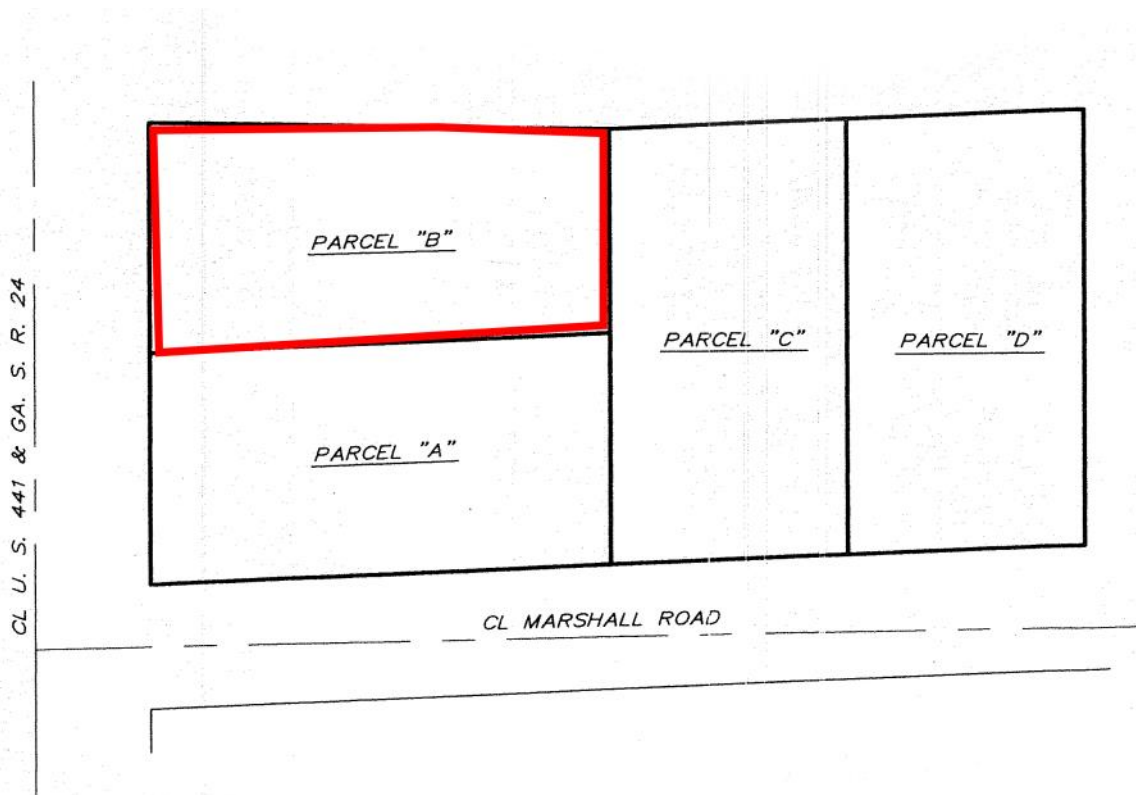 PARCEL "B"
PARCEL "C"
PARCEL "D"
PARCEL "A"
CL U. S. 441 & GA. S. R. 24
CL MARSHALL ROAD